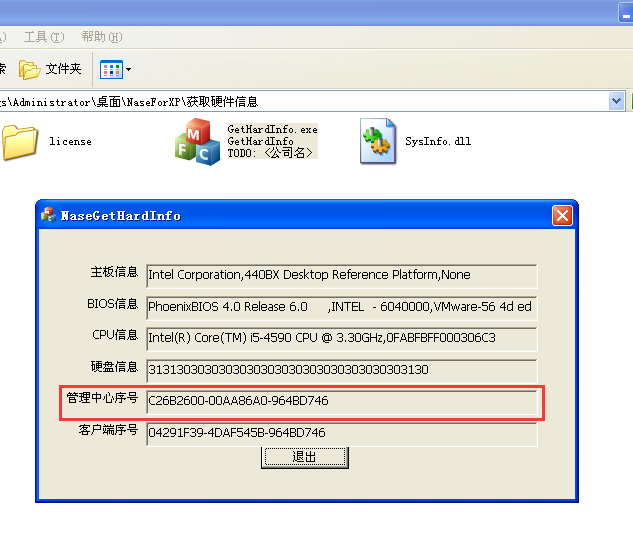 工具(T) 帮助(H)
索 文件夹
gs\Administrator\桌面\NaseForXP\获取硬件信息
license
GetHardInfo.exe
GetHardInfo
TODO: <公司名>
SysInfo.dll
NaseGetHardInfo
主板信息 Intel Corporation,440BX Desktop Reference Platform,None
BIOS信息 PhoenixBIOS 4.0 Release 6.0 ,INTEL - 6040000,VMware-56 4d ed
CPU信息 Intel(R) Core(TM) i5-4590 CPU @ 3.30GHz,0FABFBFF000306C3
硬盘信息 3131303030303030303030303030303030303130
管理中心序号 C26B2600-00AA86A0-964BD746
客户端序号 04291F39-4DAF545B-964BD746
退出